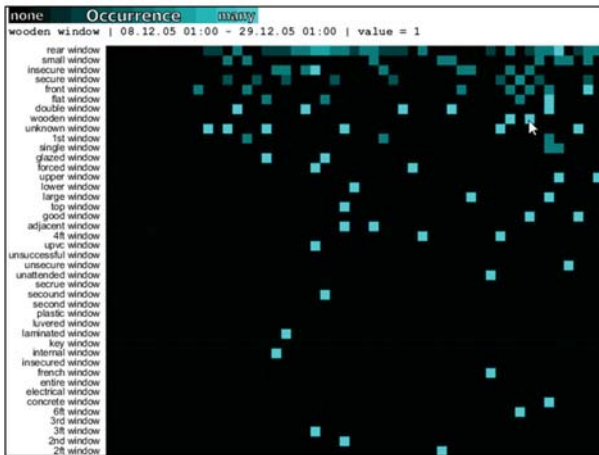 none Occurrence many
wooden window | 08.12.05 01:00 - 29.12.05 01:00 | value = 1
rear window
small window
insecure window
secure window
front window
flat window
double window
wooden window
unknown window
1st window
single window
glazed window
forced window
upper window
lower window
large window
top window
good window
adjacent window
4ft window
upvc window
unsuccessful window
unsecure window
unattended window
secrue window
secound window
second window
plastic window
luvered window
laminated window
key window
internal window
insecured window
french window
entire window
electrical window
concrete window
6ft window
3rd window
3ft window
2nd window
2ft window